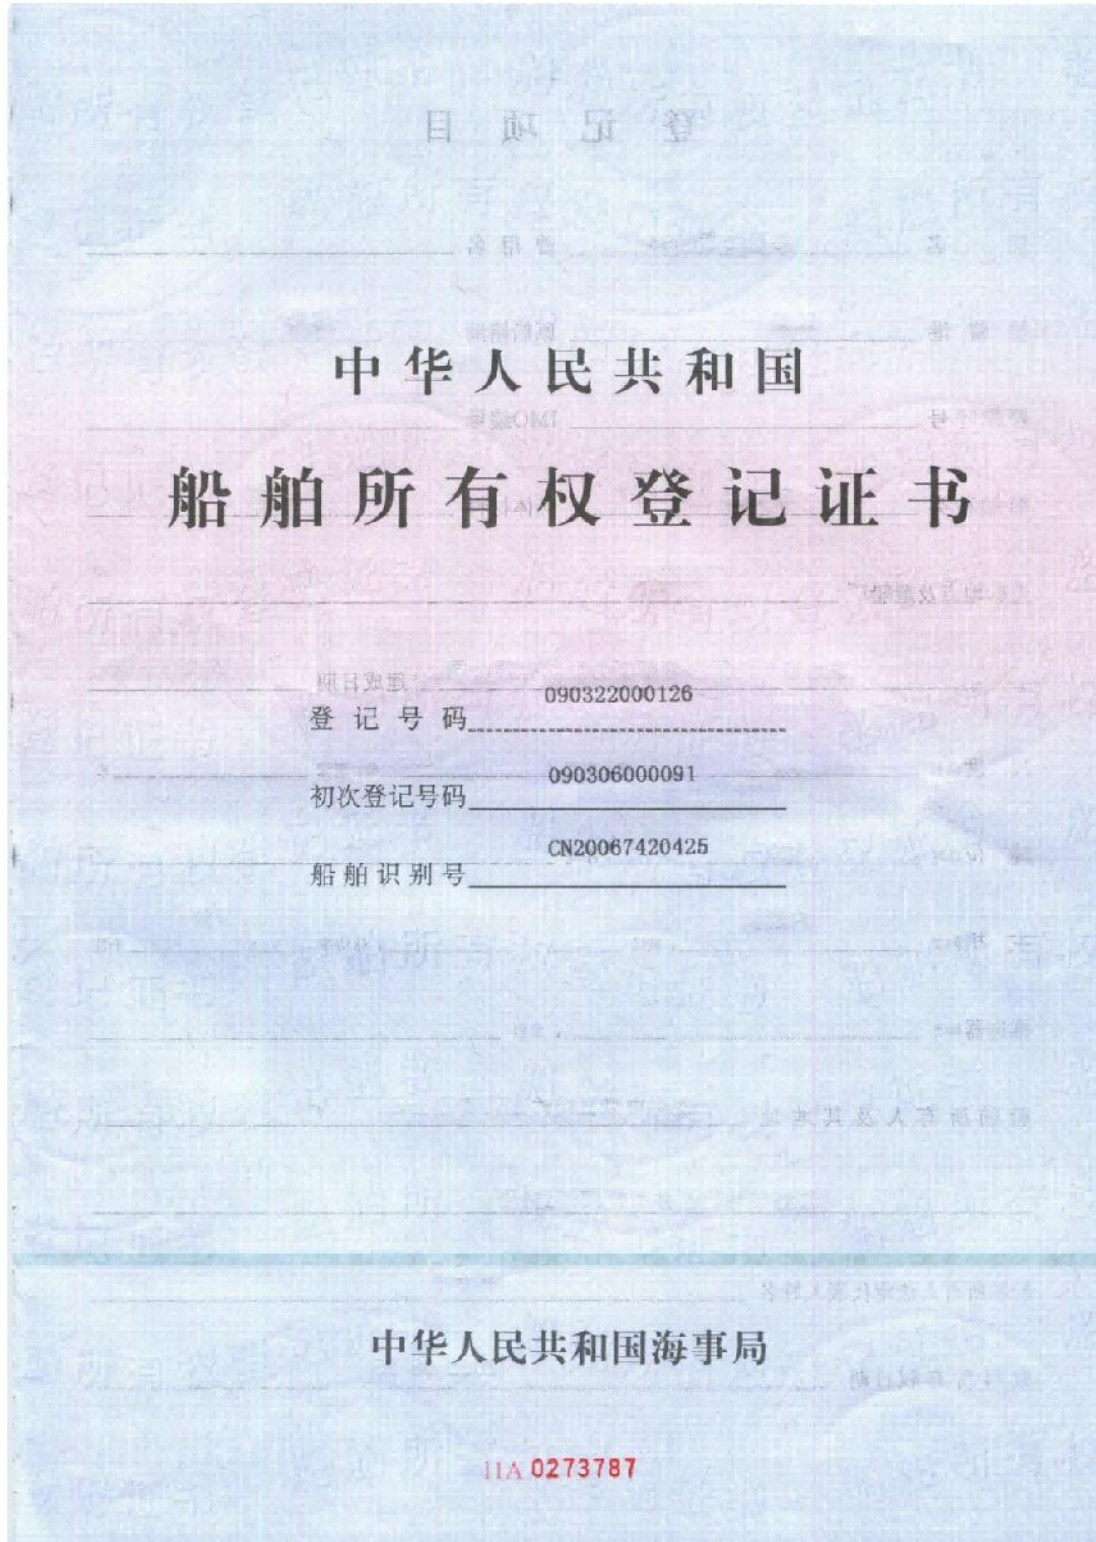 中华人民共和国
船舶所有权登记证书
登记号码 090322000126
初次登记号码 090306000091
船舶识别号 CN20067420425
中华人民共和国海事局
IIA 0273787